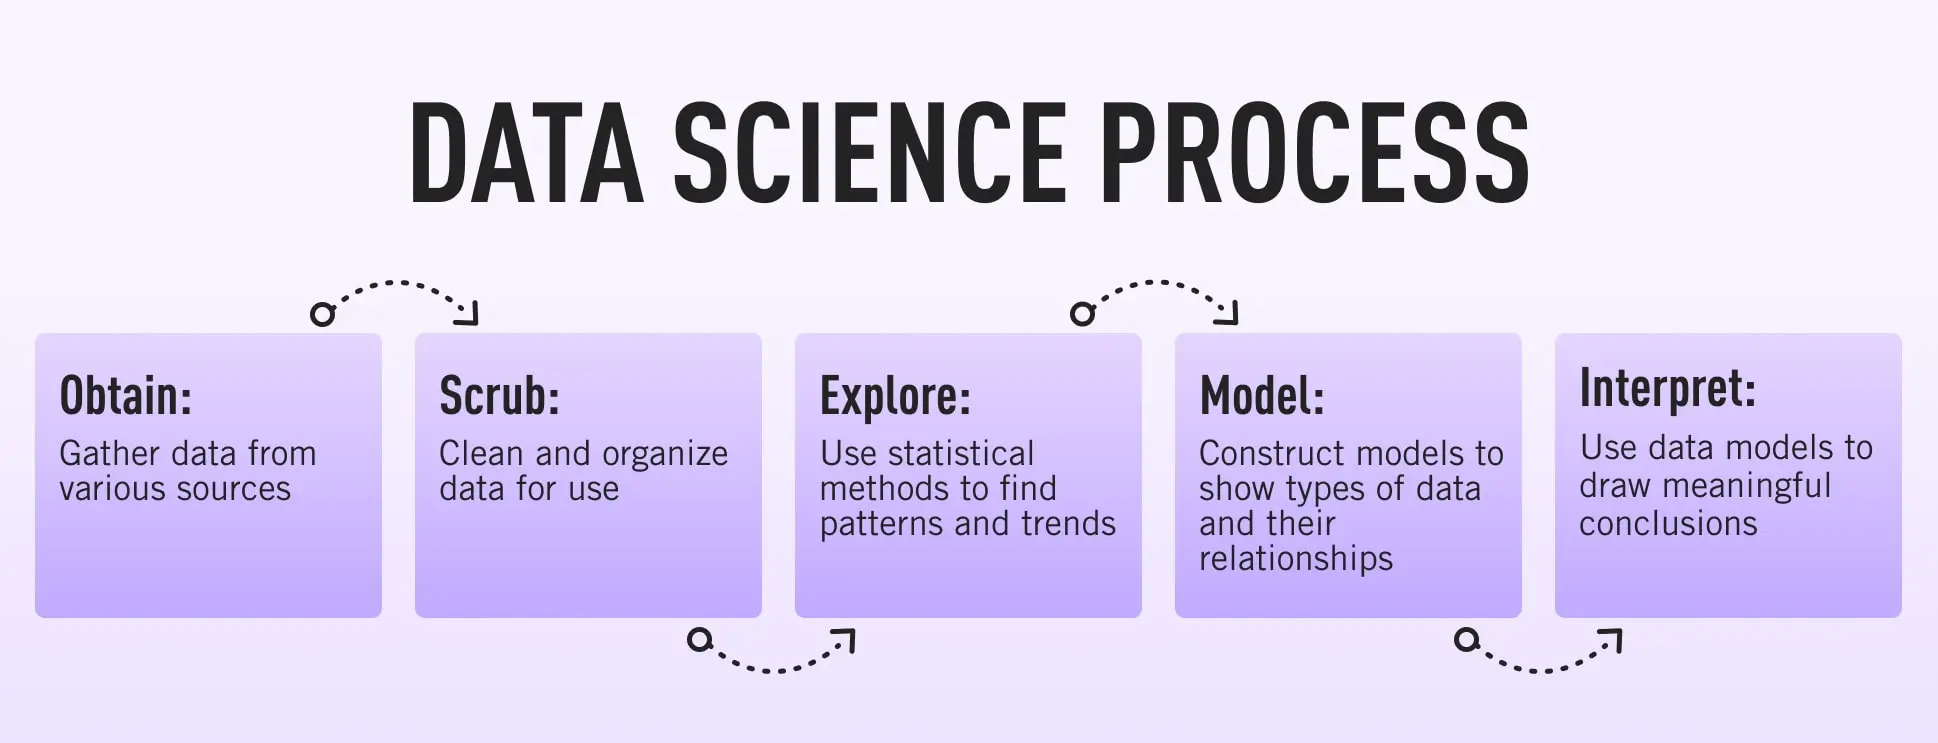 DATA SCIENCE PROCESS
Obtain:
Gather data from
various sources
Scrub:
Clean and organize
data for use
Explore:
Use statistical
methods to find
patterns and trends
Model:
Construct models to
show types of data
and their
relationships
Interpret:
Use data models to
draw meaningful
conclusions